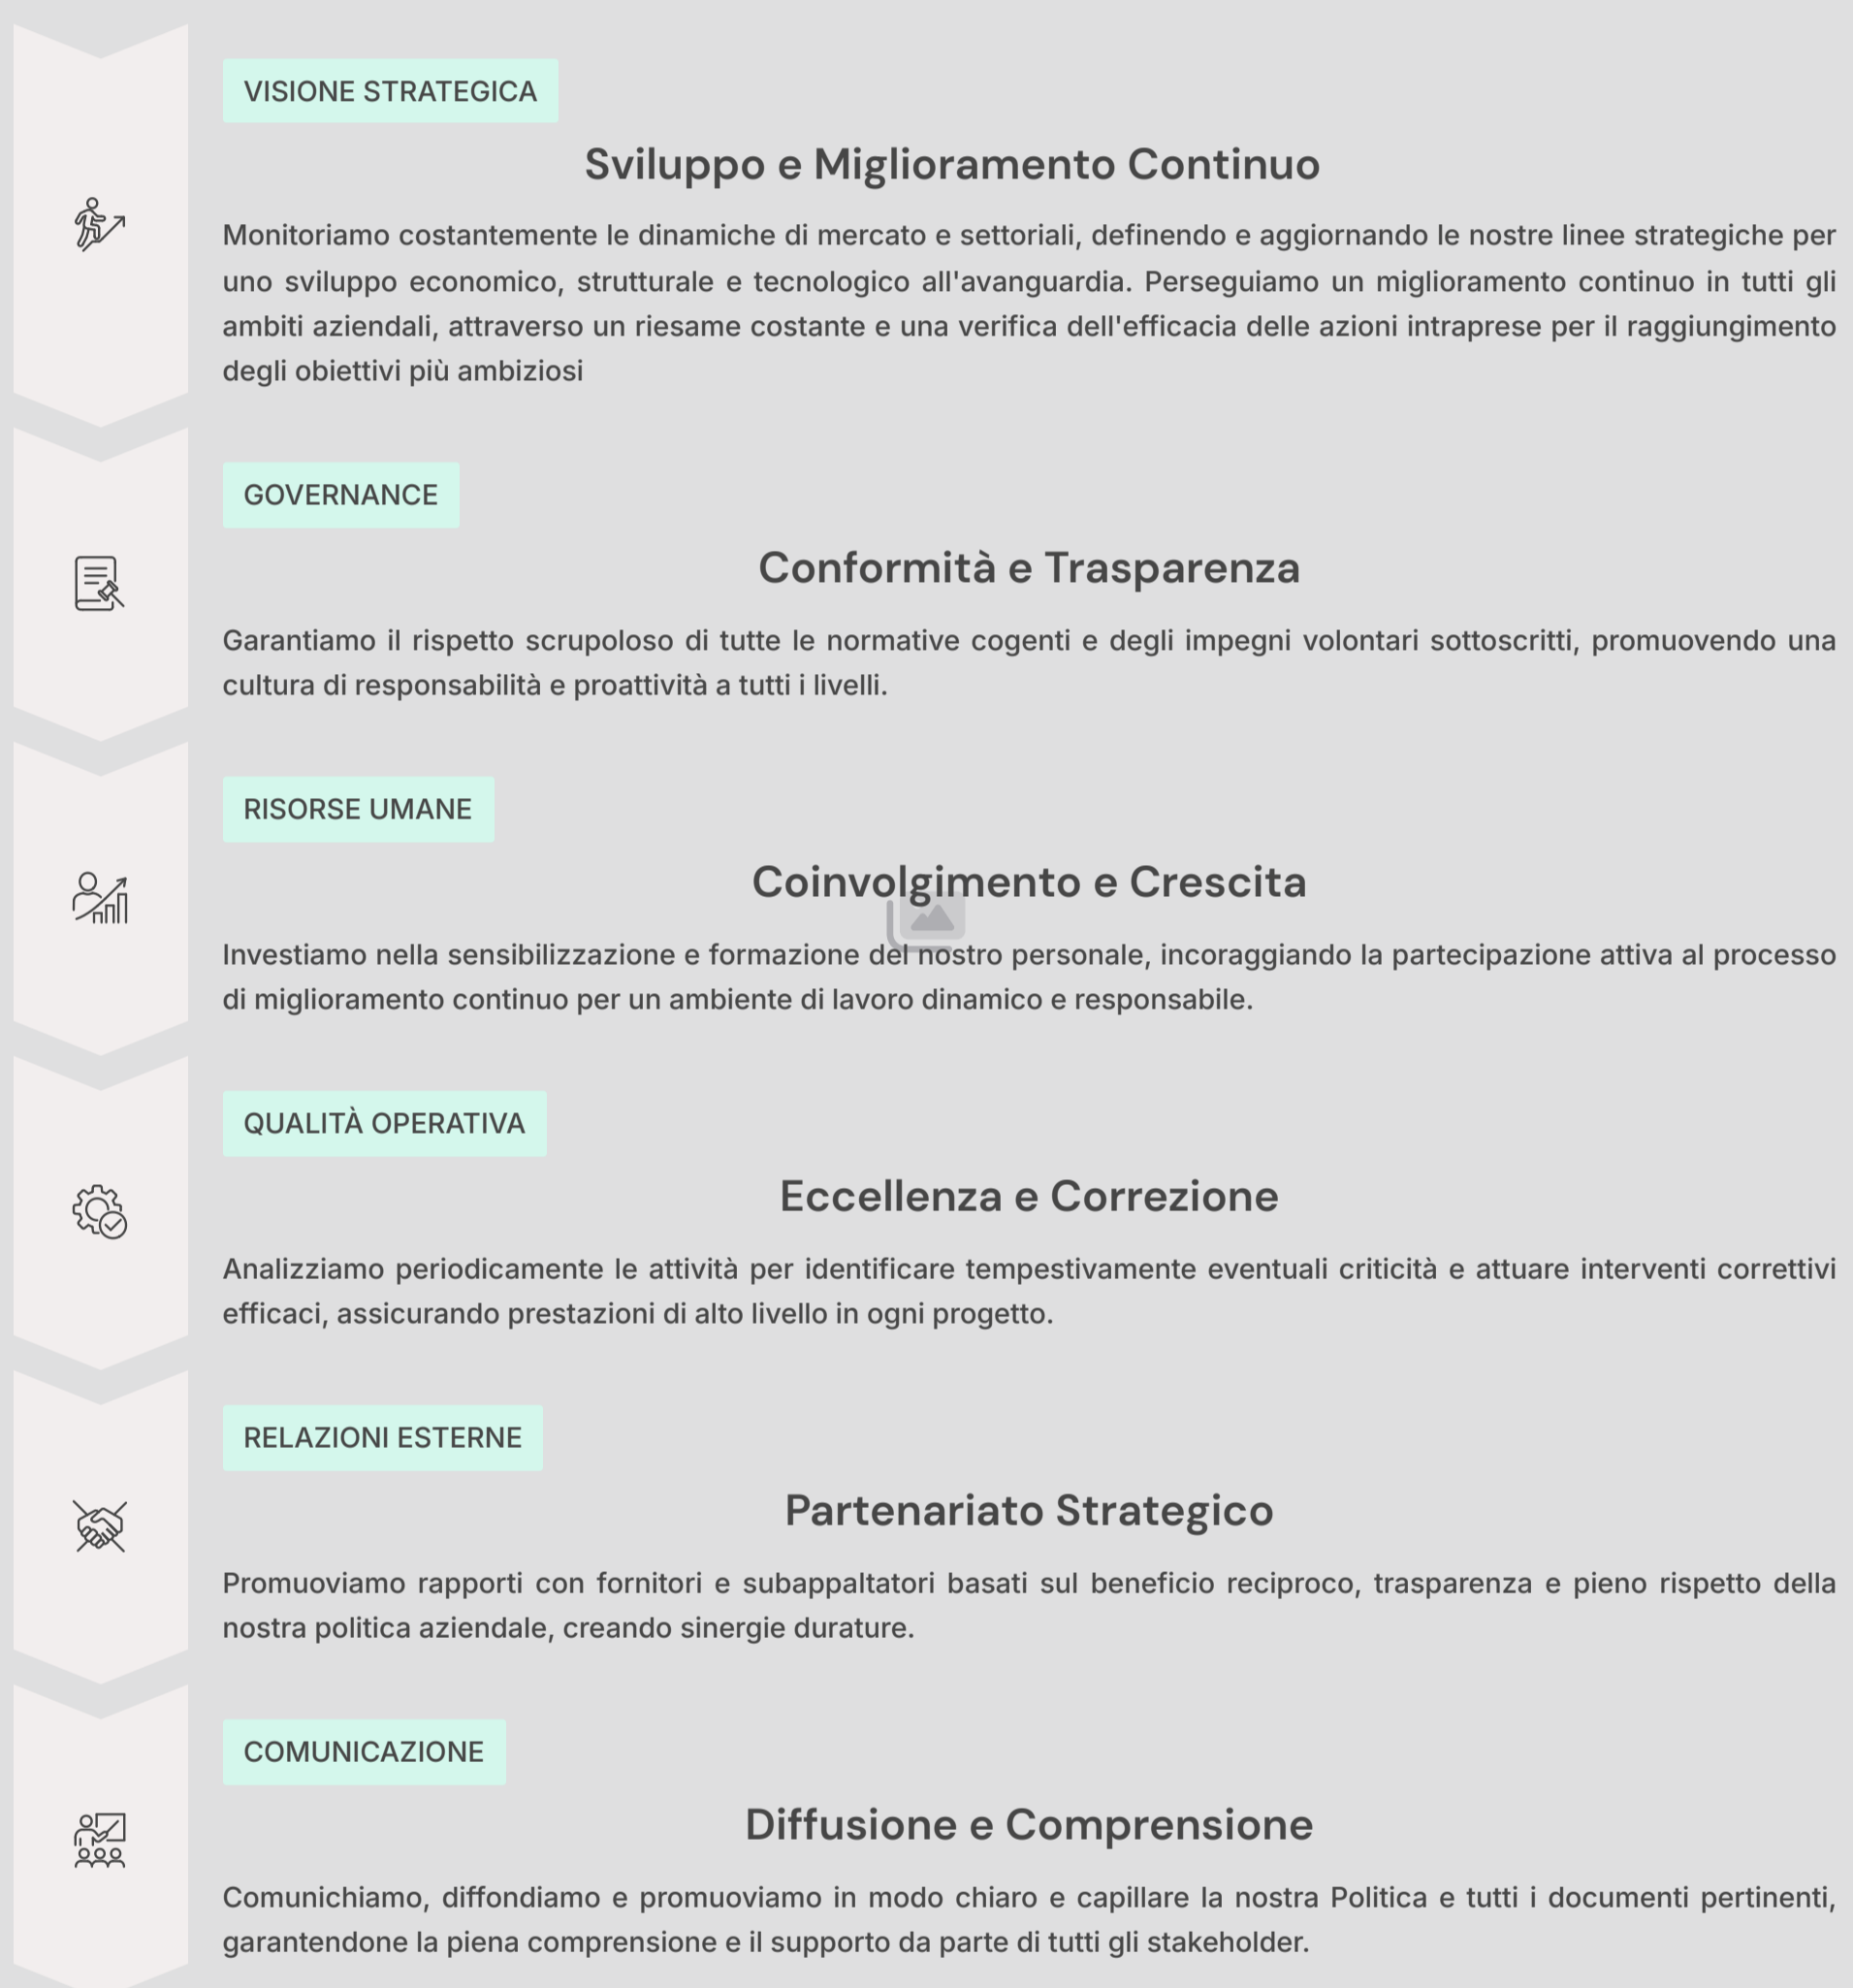 VISIONE STRATEGICA
Sviluppo e Miglioramento Continuo
Monitoriamo costantemente le dinamiche di mercato e settoriali, definendo e aggiornando le nostre linee strategiche per
uno sviluppo economico, strutturale e tecnologico all'avanguardia. Perseguiamo un miglioramento continuo in tutti gli
ambiti aziendali, attraverso un riesame costante e una verifica dell'efficacia delle azioni intraprese per il raggiungimento
degli obiettivi più ambiziosi
GOVERNANCE
Conformità e Trasparenza
Garantiamo il rispetto scrupoloso di tutte le normative cogenti e degli impegni volontari sottoscritti, promuovendo una
cultura di responsabilità e proattività a tutti i livelli.
RISORSE UMANE
Coinvolgimento e Crescita
Investiamo nella sensibilizzazione e formazione del nostro personale, incoraggiando la partecipazione attiva al processo
di miglioramento continuo per un ambiente di lavoro dinamico e responsabile.
QUALITÀ OPERATIVA
Eccellenza e Correzione
Analizziamo periodicamente le attività per identificare tempestivamente eventuali criticità e attuare interventi correttivi
efficaci, assicurando prestazioni di alto livello in ogni progetto.
RELAZIONI ESTERNE
Partenariato Strategico
Promuoviamo rapporti con fornitori e subappaltatori basati sul beneficio reciproco, trasparenza e pieno rispetto della
nostra politica aziendale, creando sinergie durature.
COMUNICAZIONE
Diffusione e Comprensione
Comunichiamo, diffondiamo e promuoviamo in modo chiaro e capillare la nostra Politica e tutti i documenti pertinenti,
garantendone la piena comprensione e il supporto da parte di tutti gli stakeholder.